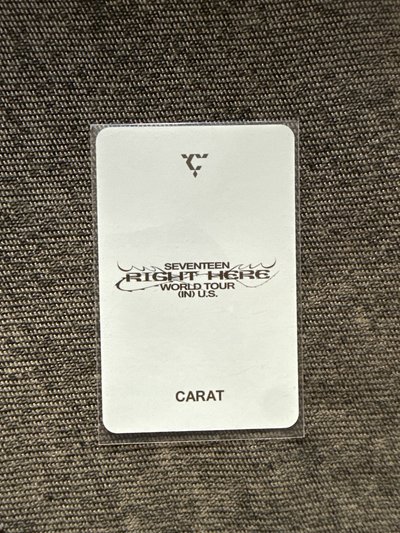 SEVENTEEN
RIGHT HERE
WORLD TOUR
(IN) U.S.
CARAT